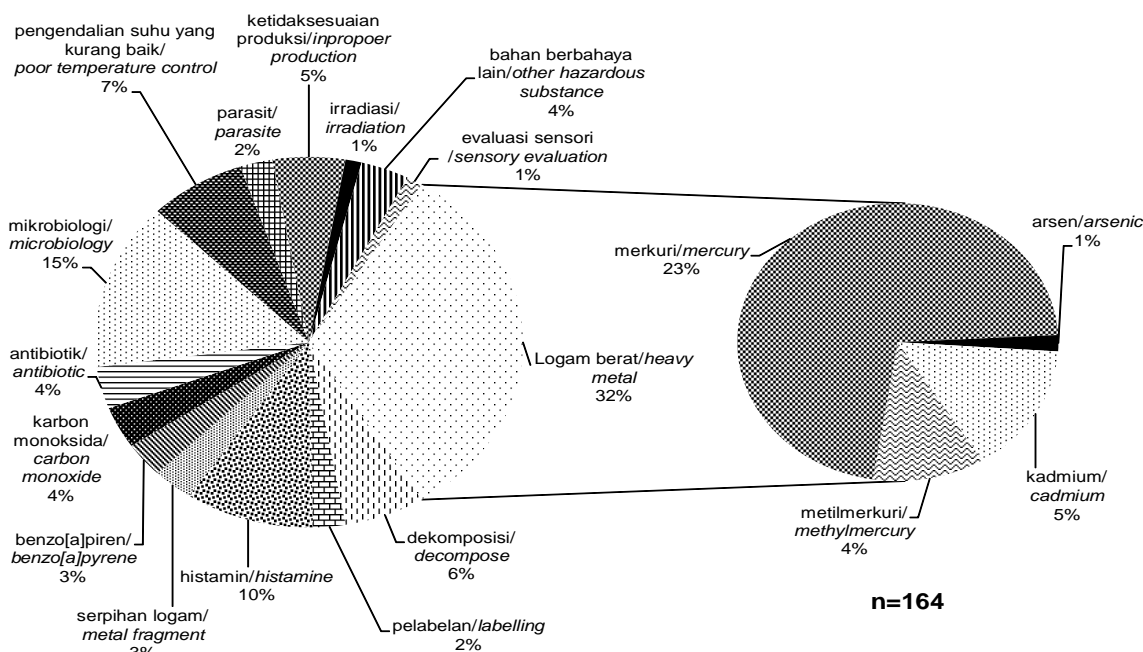 pengendalian suhu yang
kurang baik/
poor temperature control
7%
ketidaksesuaian
produksi/inpropoer
production
5%
parasit/
parasite
2%
irradiasi/
irradiation
1%
bahan berbahaya
lain/other hazardous
substance
4%
evaluasi sensori
/sensory evaluation
1%
mikrobiologi/
microbiology
15%
antibiotik/
antibiotic
4%
karbon
monoksida/
carbon
monoxide
4%
benzo[a]piren/
benzo[a]pyrene
3%
serpihan logam/
metal fragment
3%
histamin/histamine
10%
pelabelan/labelling
2%
dekomposisi/
decompose
6%
Logam berat/heavy
metal
32%
merkuri/mercury
23%
arsen/arsenic
1%
kadmium/
cadmium
5%
metilmerkuri/
methylmercury
4%
n=164